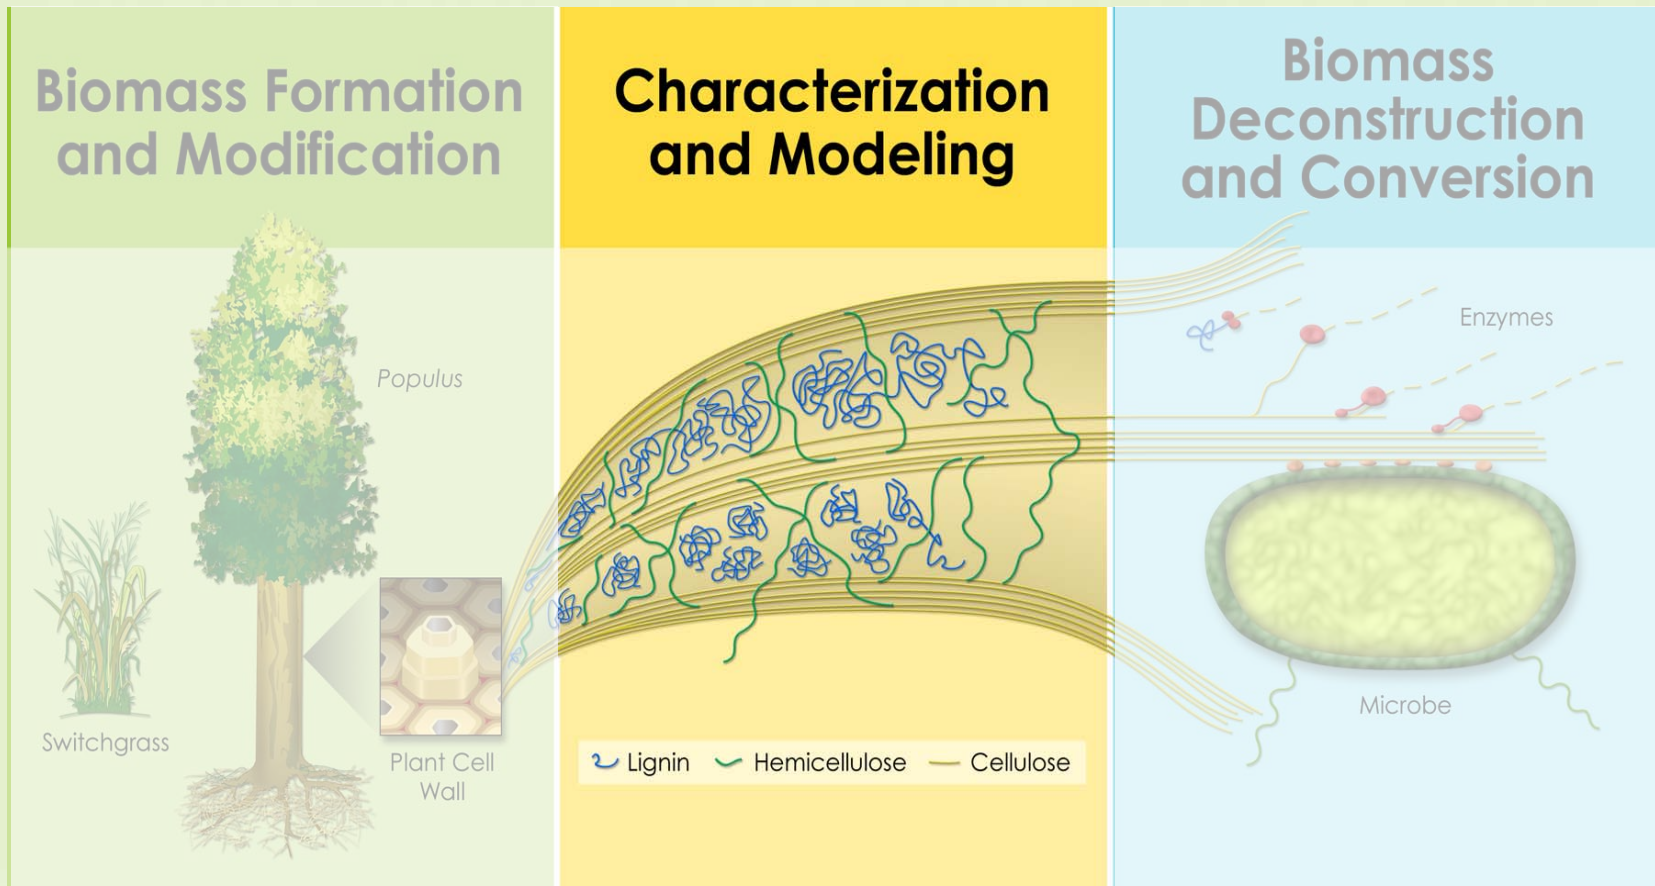 Biomass Formation
and Modification
Populus
Switchgrass
Plant Cell
Wall
Characterization
and Modeling
Lignin Hemicellulose Cellulose
Biomass
Deconstruction
and Conversion
Enzymes
Microbe